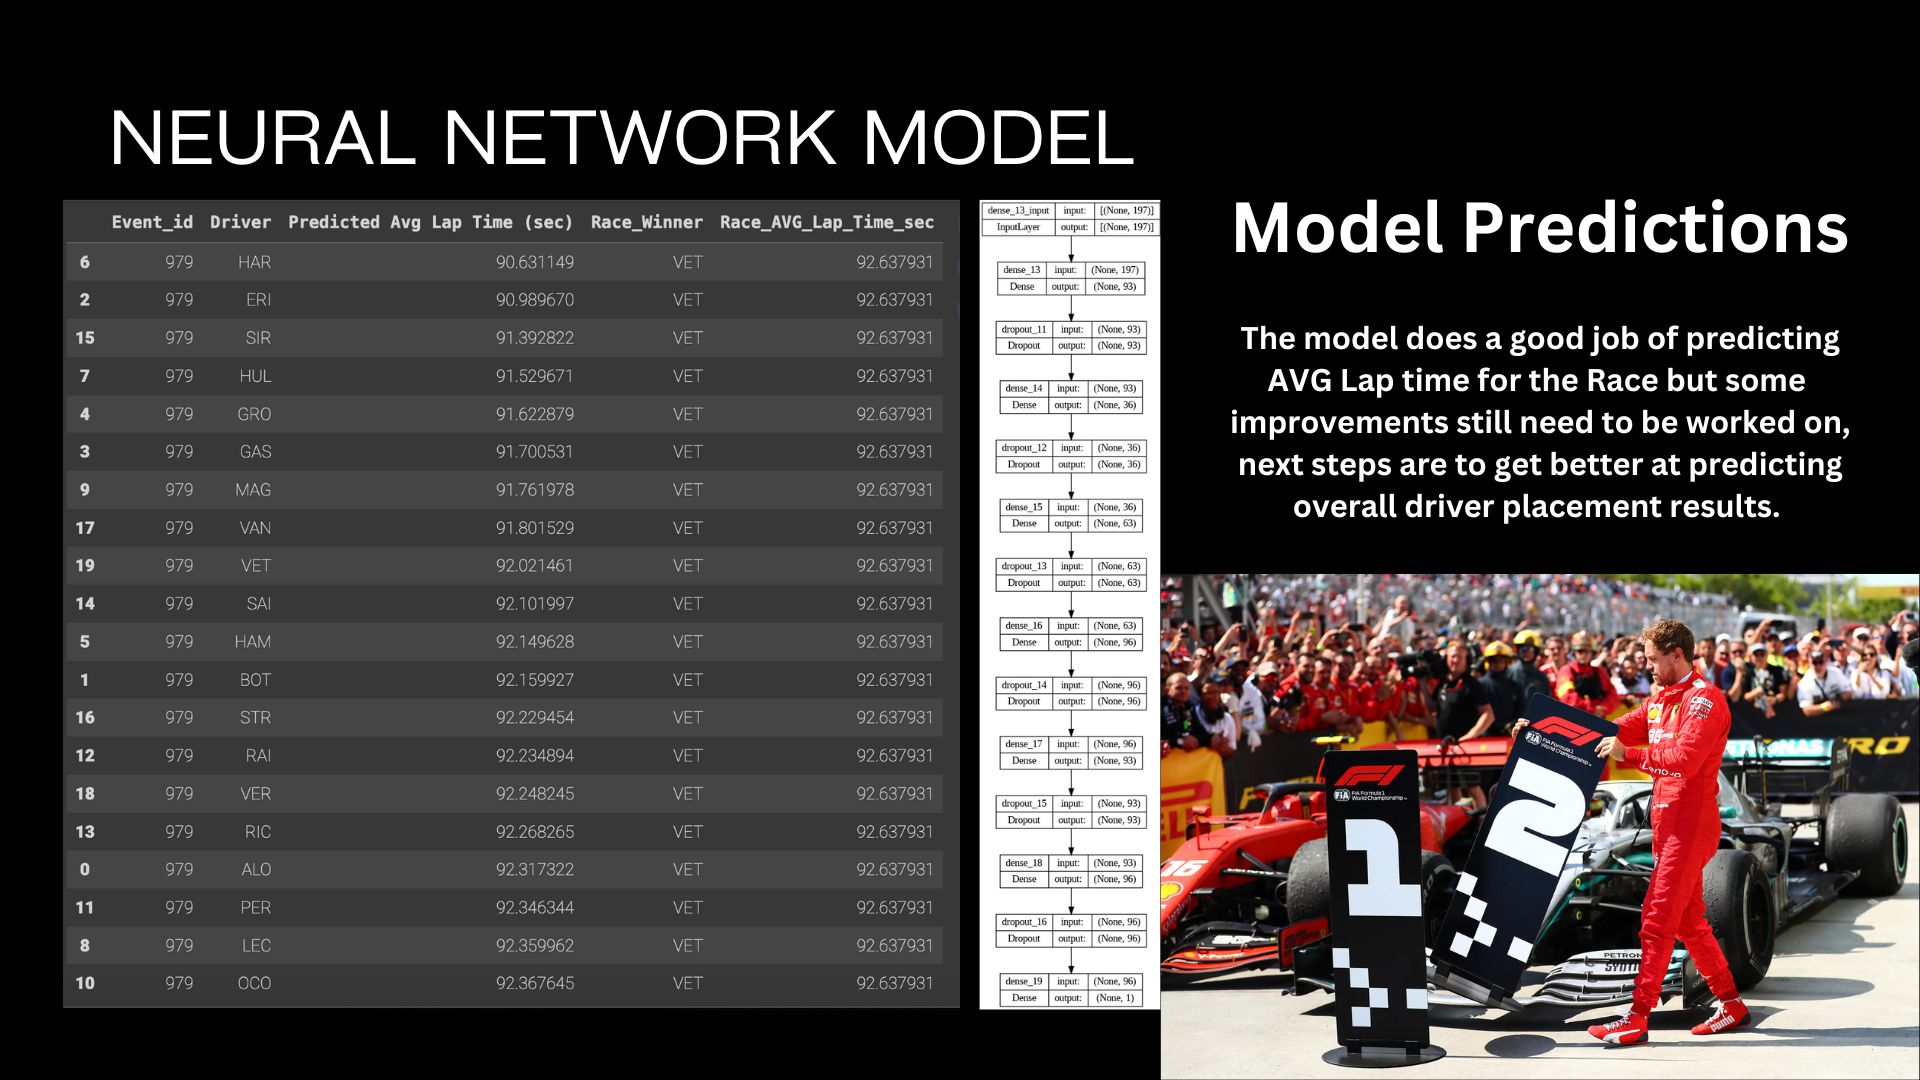 NEURAL NETWORK MODEL
Event_id Driver Predicted Avg Lap Time (sec) Race_Winner Race_AVG_Lap_Time_sec
6 979 HAR 90.631149 VET 92.637931
2 979 ERI 90.989670 VET 92.637931
15 979 SIR 91.392822 VET 92.637931
7 979 HUL 91.529671 VET 92.637931
4 979 GRO 91.622879 VET 92.637931
3 979 GAS 91.700531 VET 92.637931
9 979 MAG 91.761978 VET 92.637931
17 979 VAN 91.801529 VET 92.637931
19 979 VET 92.021461 VET 92.637931
14 979 SAI 92.101997 VET 92.637931
5 979 HAM 92.149628 VET 92.637931
1 979 BOT 92.159927 VET 92.637931
16 979 STR 92.229454 VET 92.637931
12 979 RAI 92.234894 VET 92.637931
18 979 VER 92.248245 VET 92.637931
13 979 RIC 92.268265 VET 92.637931
0 979 ALO 92.317322 VET 92.637931
11 979 PER 92.346344 VET 92.637931
8 979 LEC 92.359962 VET 92.637931
10 979 OCO 92.367645 VET 92.637931
dense_13_input input: [(None, 197)]
InputLayer output: [(None, 197)]
dense_13 input: (None, 197)
Dense output: (None, 93)
dropout_11 input: (None, 93)
Dropout output: (None, 93)
dense_14 input: (None, 93)
Dense output: (None, 36)
dropout_12 input: (None, 36)
Dropout output: (None, 36)
dense_15 input: (None, 36)
Dense output: (None, 63)
dropout_13 input: (None, 63)
Dropout output: (None, 63)
dense_16 input: (None, 63)
Dense output: (None, 96)
dropout_14 input: (None, 96)
Dropout output: (None, 96)
dense_17 input: (None, 96)
Dense output: (None, 93)
dropout_15 input: (None, 93)
Dropout output: (None, 93)
dense_18 input: (None, 93)
Dense output: (None, 96)
dropout_16 input: (None, 96)
Dropout output: (None, 96)
dense_19 input: (None, 96)
Dense output: (None, 1)
Model Predictions
The model does a good job of predicting
AVG Lap time for the Race but some
improvements still need to be worked on,
next steps are to get better at predicting
overall driver placement results.
F1
FIA FIA Formula 1
World Championship
2
F1
FIA FIA Formula 1
World Championship
1
16
Lenovo
PETRONAS
PUMA